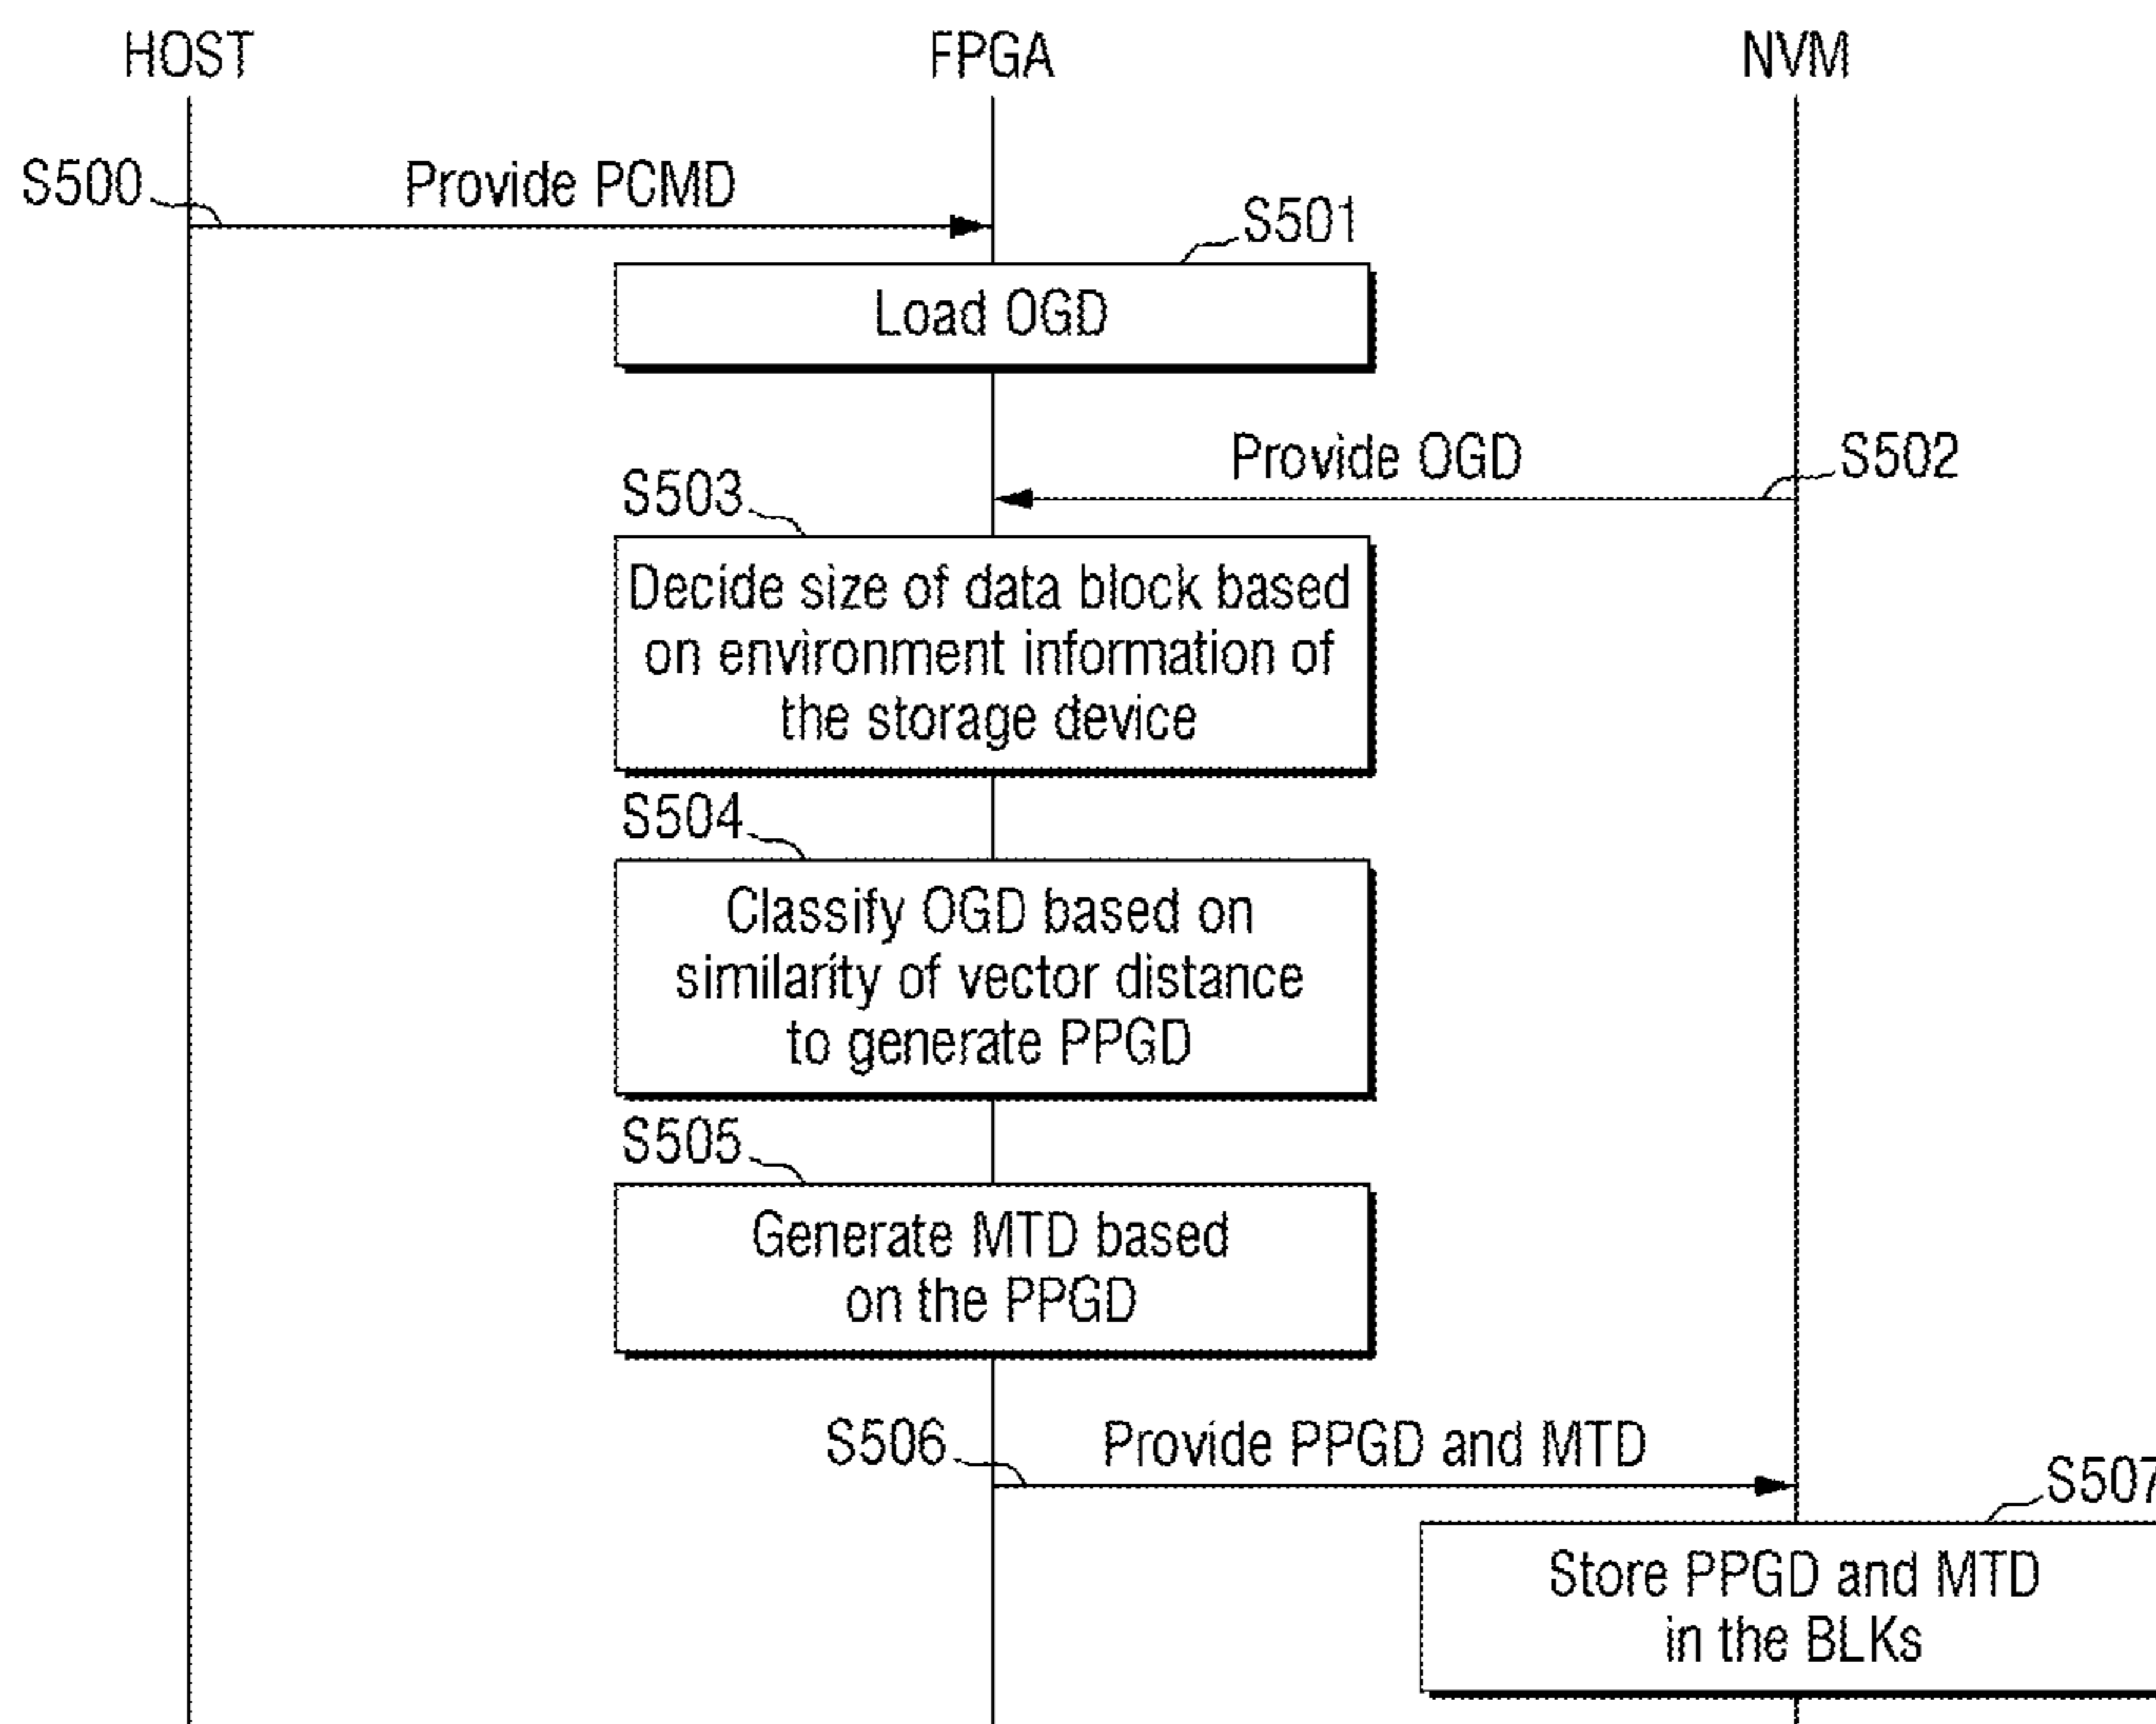 HOST
FPGA
NVM
S500
Provide PCMD
S501
Load OGD
Provide OGD
S502
S503
Decide size of data block based
on environment information of
the storage device
S504
Classify OGD based on
similarity of vector distance
to generate PPGD
S505
Generate MTD based
on the PPGD
S506
Provide PPGD and MTD
S507
Store PPGD and MTD
in the BLKs